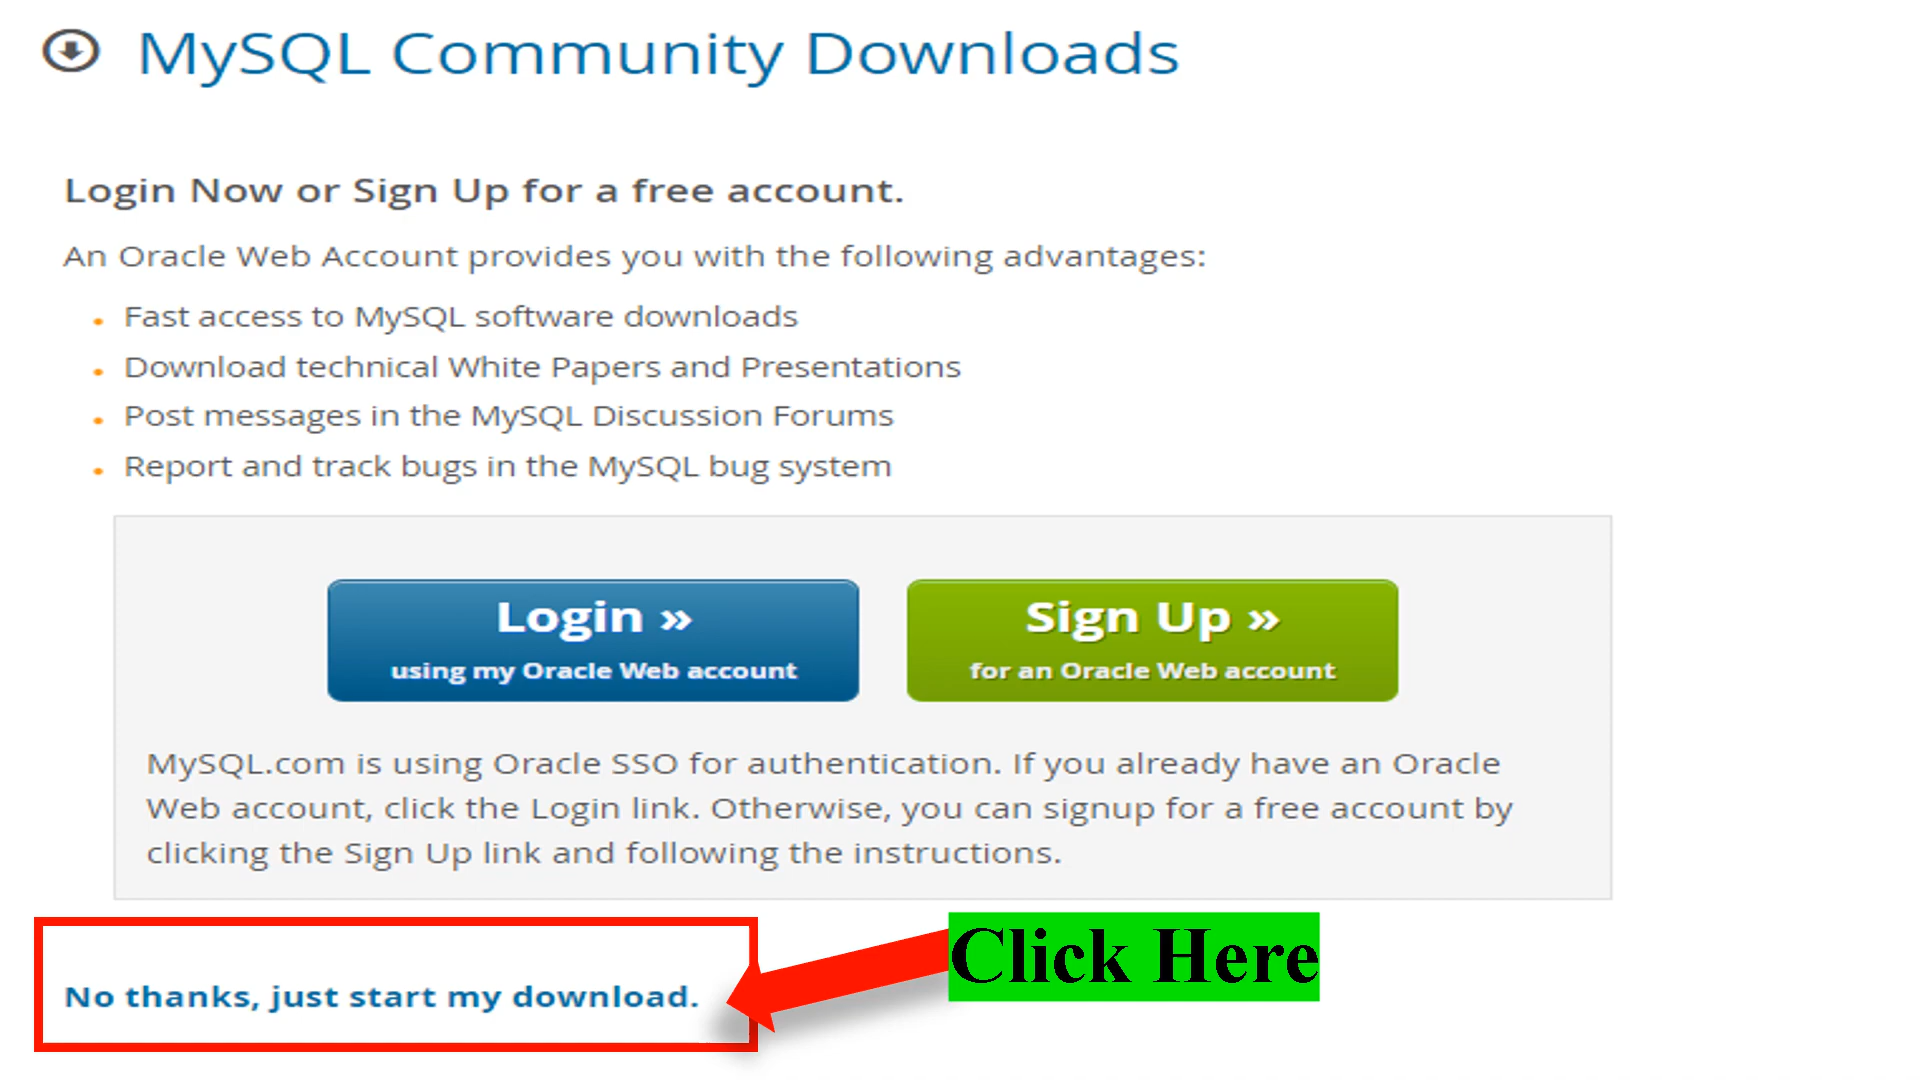 MySQL Community Downloads
Login Now or Sign Up for a free account.
An Oracle Web Account provides you with the following advantages:
Fast access to MySQL software downloads
Download technical White Papers and Presentations
Post messages in the MySQL Discussion Forums
Report and track bugs in the MySQL bug system
Login »
using my Oracle Web account
Sign Up »
for an Oracle Web account
MySQL.com is using Oracle SSO for authentication. If you already have an Oracle
Web account, click the Login link. Otherwise, you can signup for a free account by
clicking the Sign Up link and following the instructions.
Click Here
No thanks, just start my download.